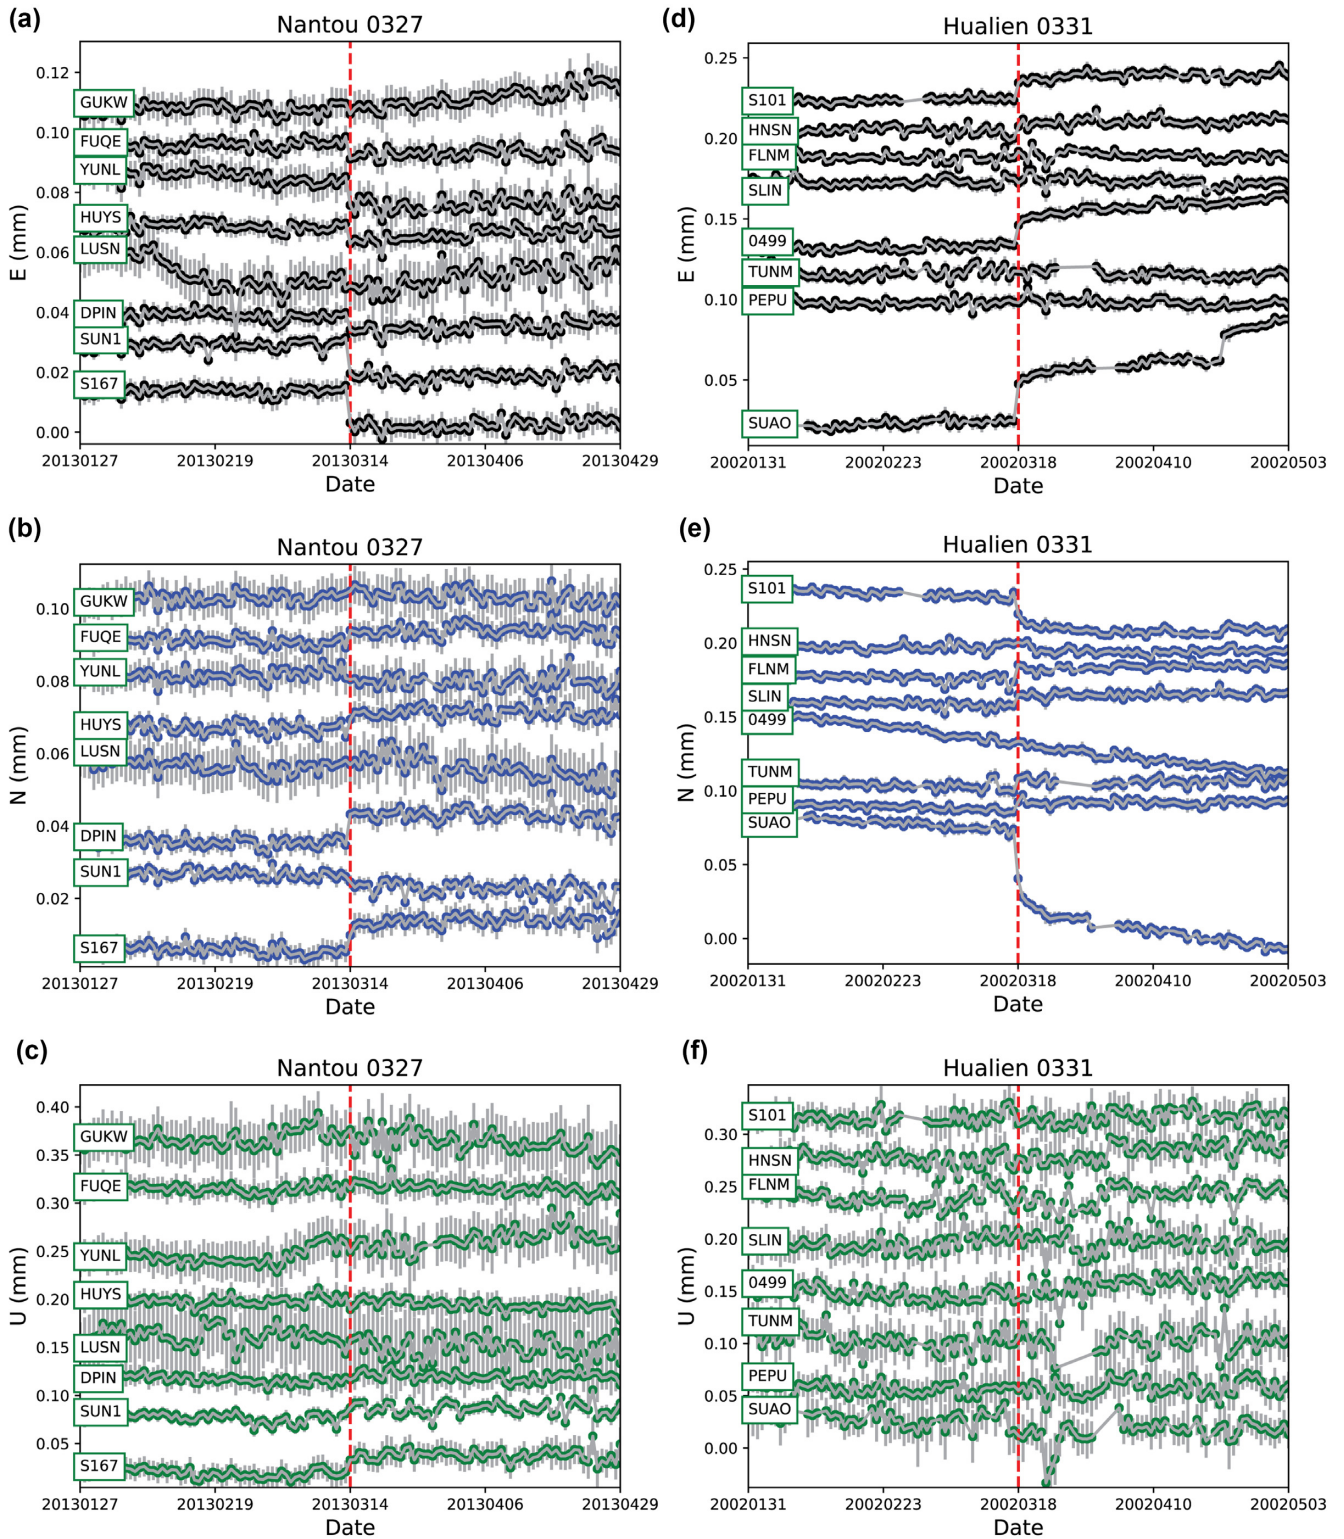 (a)
Nantou 0327
E (mm)
0.12
0.10
0.08
0.06
0.04
0.02
0.00
GUKW
FUQE
YUNL
HUYS
LUSN
DPIN
SUN1
S167
20130127
20130219
20130314
20130406
20130429
Date
(d)
Hualien 0331
E (mm)
0.25
0.20
0.15
0.10
0.05
S101
HNSN
FLNM
SLIN
0499
TUNM
PEPU
SUAO
20020131
20020223
20020318
20020410
20020503
Date
(b)
Nantou 0327
N (mm)
0.10
0.08
0.06
0.04
0.02
GUKW
FUQE
YUNL
HUYS
LUSN
DPIN
SUN1
S167
20130127
20130219
20130314
20130406
20130429
Date
(e)
Hualien 0331
N (mm)
0.25
0.20
0.15
0.10
0.05
0.00
S101
HNSN
FLNM
SLIN
0499
TUNM
PEPU
SUAO
20020131
20020223
20020318
20020410
20020503
Date
(c)
Nantou 0327
U (mm)
0.40
0.35
0.30
0.25
0.20
0.15
0.10
0.05
GUKW
FUQE
YUNL
HUYS
LUSN
DPIN
SUN1
S167
20130127
20130219
20130314
20130406
20130429
Date
(f)
Hualien 0331
U (mm)
0.30
0.25
0.20
0.15
0.10
0.05
0.00
S101
HNSN
FLNM
SLIN
0499
TUNM
PEPU
SUAO
20020131
20020223
20020318
20020410
20020503
Date